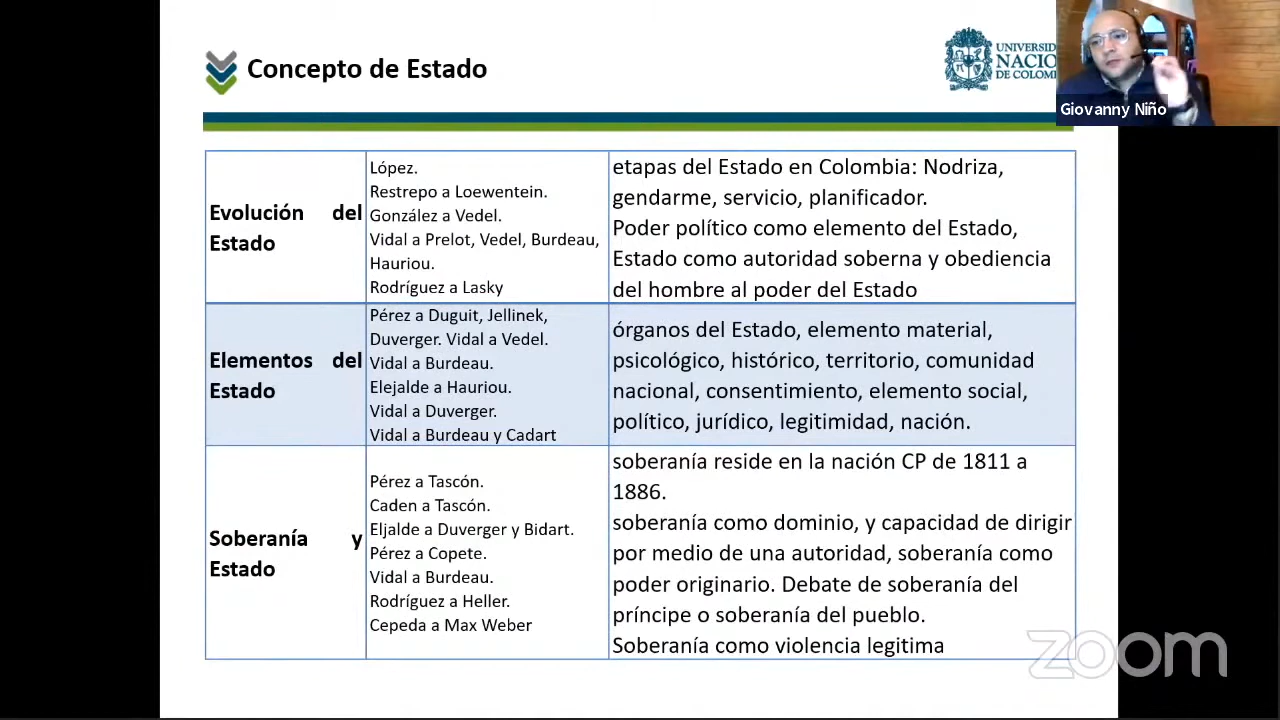 Concepto de Estado
UNIVERSIDA
NACIO
DE COLOM
Giovanny Niño
Evolución del
Estado
López.
Restrepo a Loewentein.
González a Vedel.
Vidal a Prelot, Vedel, Burdeau,
Hauriou.
Rodríguez a Lasky
etapas del Estado en Colombia: Nodriza,
gendarme, servicio, planificador.
Poder político como elemento del Estado,
Estado como autoridad soberna y obediencia
del hombre al poder del Estado
Elementos del
Estado
Pérez a Duguit, Jellinek,
Duverger. Vidal a Vedel.
Vidal a Burdeau.
Elejalde a Hauriou.
Vidal a Duverger.
Vidal a Burdeau y Cadart
órganos del Estado, elemento material,
psicológico, histórico, territorio, comunidad
nacional, consentimiento, elemento social,
político, jurídico, legitimidad, nación.
Soberanía y
Estado
Pérez a Tascón.
Caden a Tascón.
Eljalde a Duverger y Bidart.
Pérez a Copete.
Vidal a Burdeau.
Rodríguez a Heller.
Cepeda a Max Weber
soberanía reside en la nación CP de 1811 a
1886.
soberanía como dominio, y capacidad de dirigir
por medio de una autoridad, soberanía como
poder originario. Debate de soberanía del
príncipe o soberanía del pueblo.
Soberanía como violencia legitima
zoom